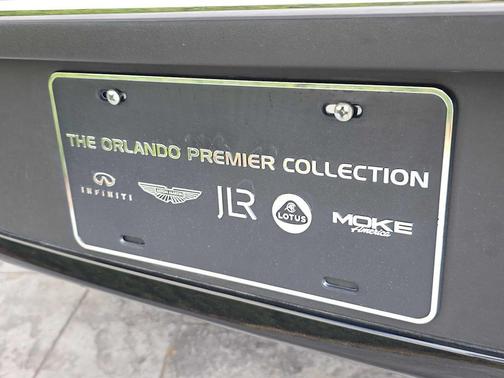 THE ORLANDO PREMIER COLLECTION
INFINITI JLR LOTUS MOKE
America